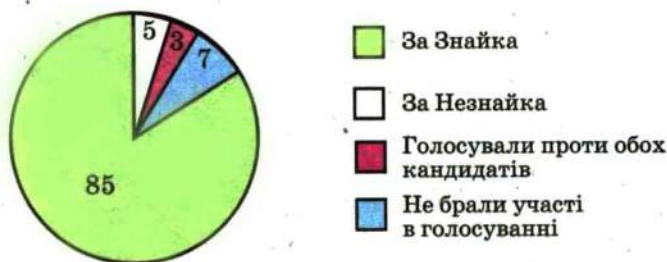 5
3
7
85
За Знайка
За Незнайка
Голосували проти обох
кандидатів
Не брали участі
в голосуванні